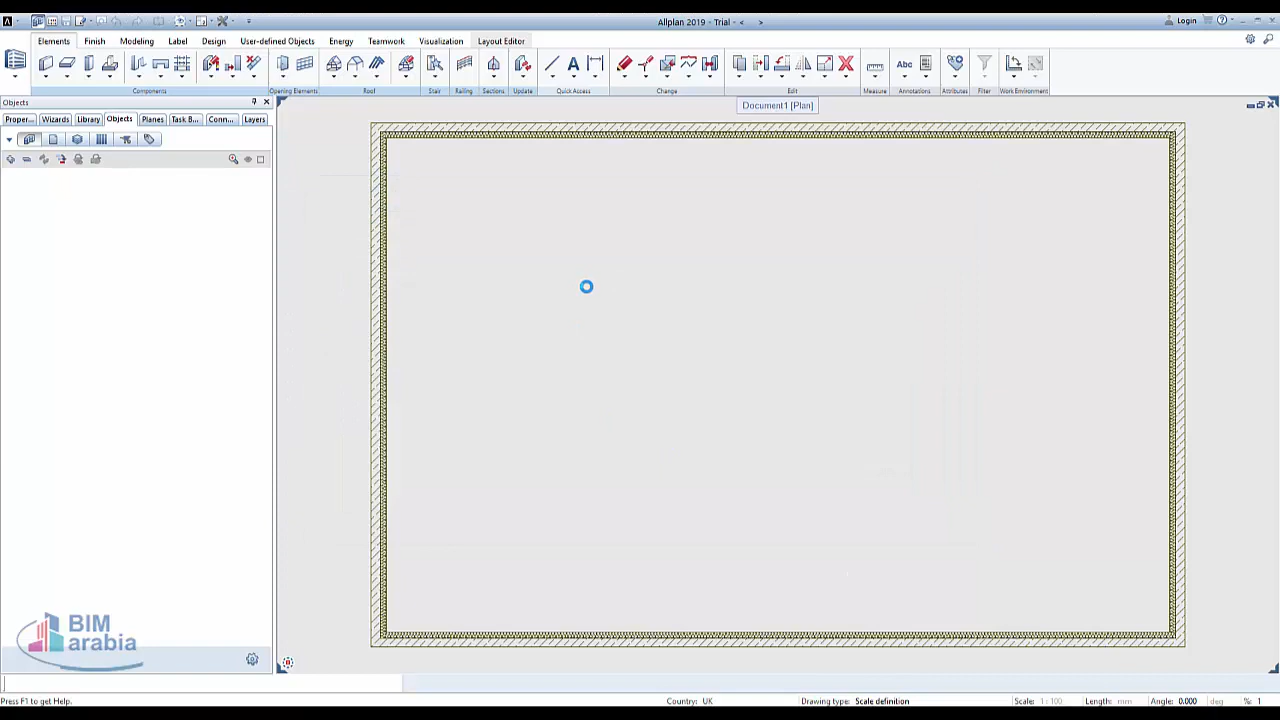 Allplan 2019 - Trial - < >
Login
Elements Finish Modeling Label Design User-defined Objects Energy Teamwork Visualization Layout Editor
Abc
Components Opening Elements Roof Stair Railing Sections Update Quick Access Change Edit Measure Annotations Attributes Filter Work Environment
Objects
Document1 [Plan]
Proper... Wizards Library Objects Planes Task B... Conn... Layers
BIM
arabia
Press F1 to get Help.
Country: UK
Drawing type: Scale definition
Scale: 1 : 100
Length: mm
Angle: 0.000 deg
%: 1